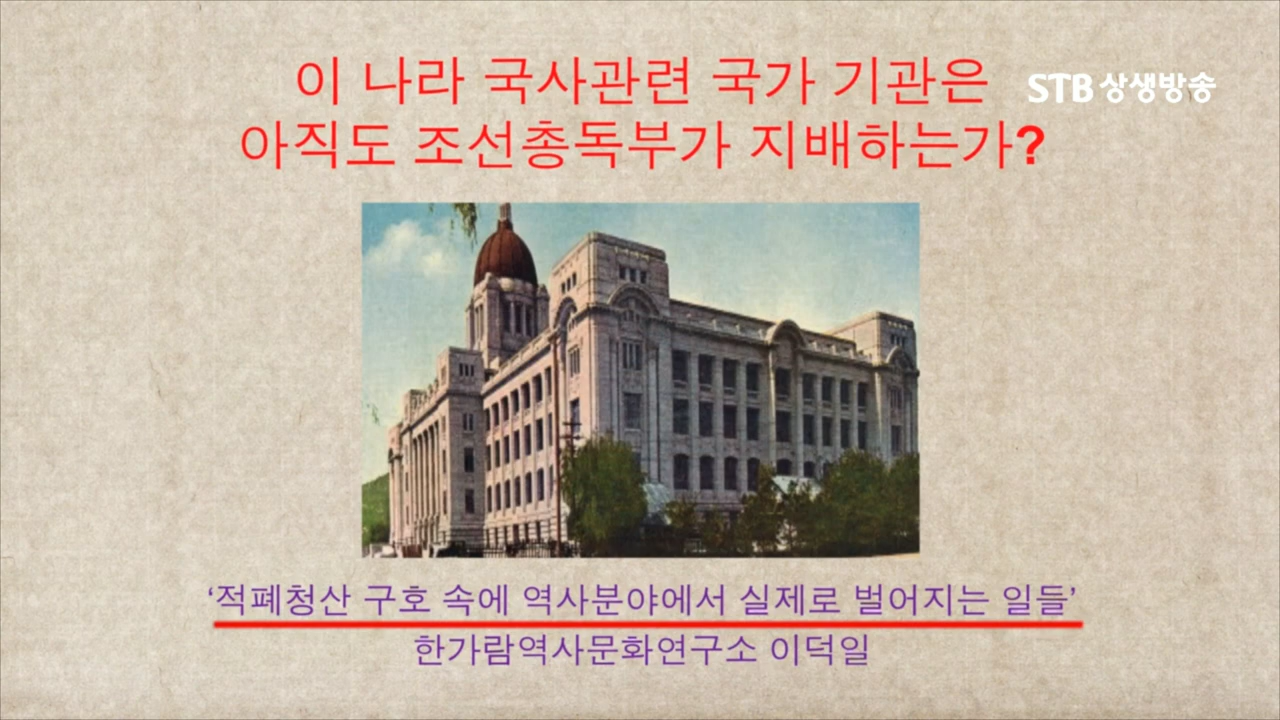 이 나라 국사관련 국가 기관은
STB 상생방송
아직도 조선총독부가 지배하는가?
‘적폐청산 구호 속에 역사분야에서 실제로 벌어지는 일들’
한가람역사문화연구소 이덕일